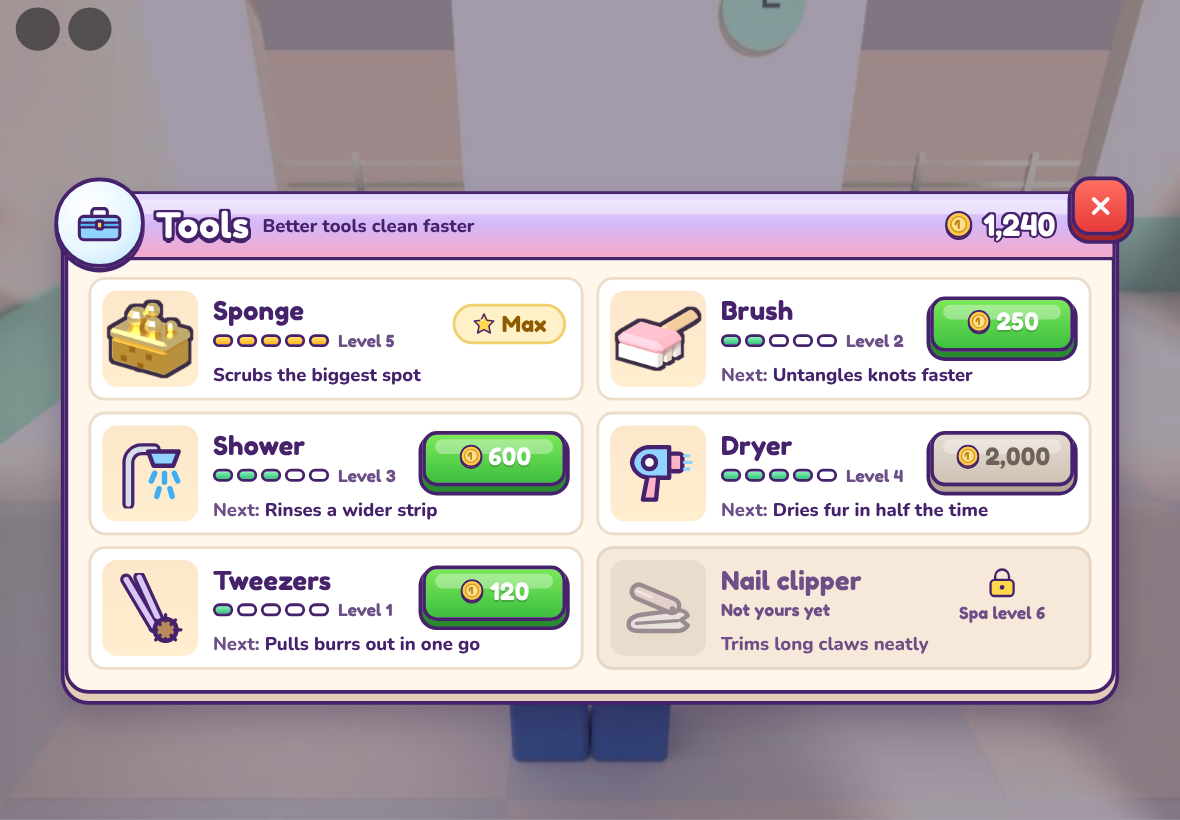 Tools
Better tools clean faster
1,240
Sponge
Level 5
Max
Scrubs the biggest spot
Brush
Level 2
250
Next: Untangles knots faster
Shower
Level 3
600
Next: Rinses a wider strip
Dryer
Level 4
2,000
Next: Dries fur in half the time
Tweezers
Level 1
120
Next: Pulls burrs out in one go
Nail clipper
Not yours yet
Spa level 6
Trims long claws neatly